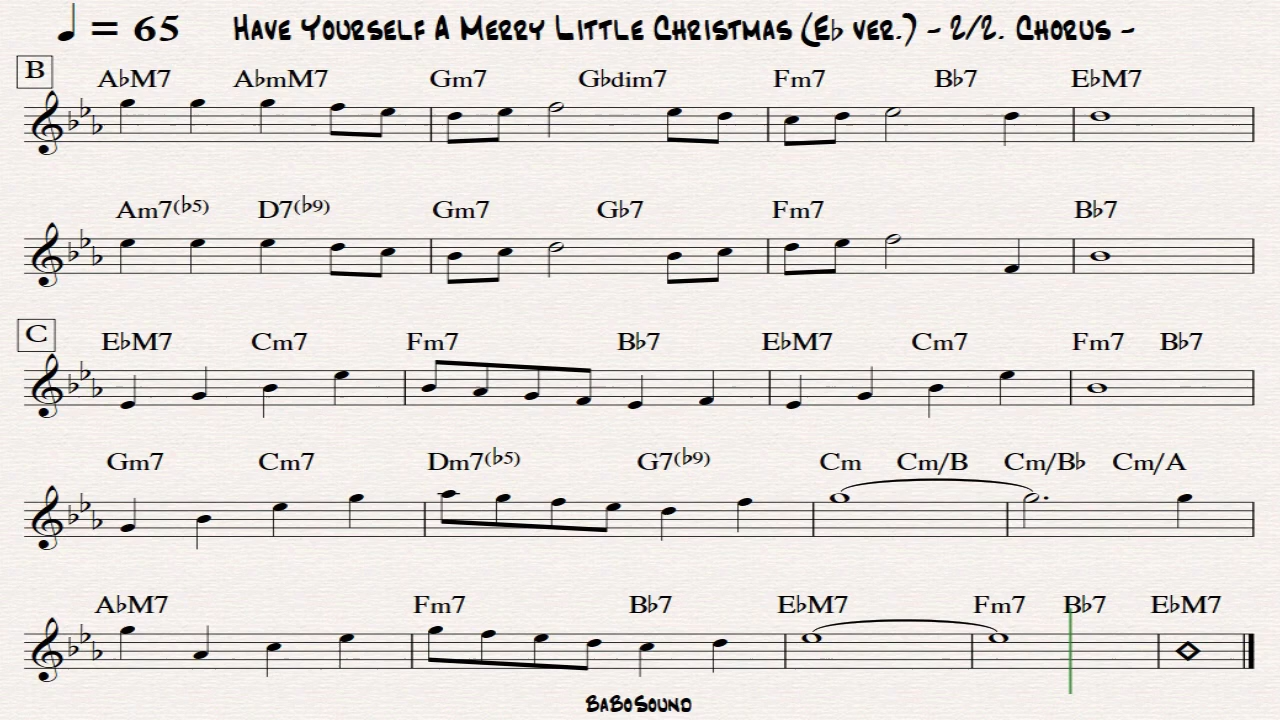 = 65 Have Yourself A Merry Little Christmas (E♭ ver.) - 2/2. Chorus -
B A♭M7 A♭mM7 Gm7 G♭dim7 Fm7 B♭7 E♭M7
Am7(♭5) D7(♭9) Gm7 G♭7 Fm7 B♭7
C E♭M7 Cm7 Fm7 B♭7 E♭M7 Cm7 Fm7 B♭7
Gm7 Cm7 Dm7(♭5) G7(♭9) Cm Cm/B Cm/B♭ Cm/A
A♭M7 Fm7 B♭7 E♭M7 Fm7 B♭7 E♭M7
BaBoSound